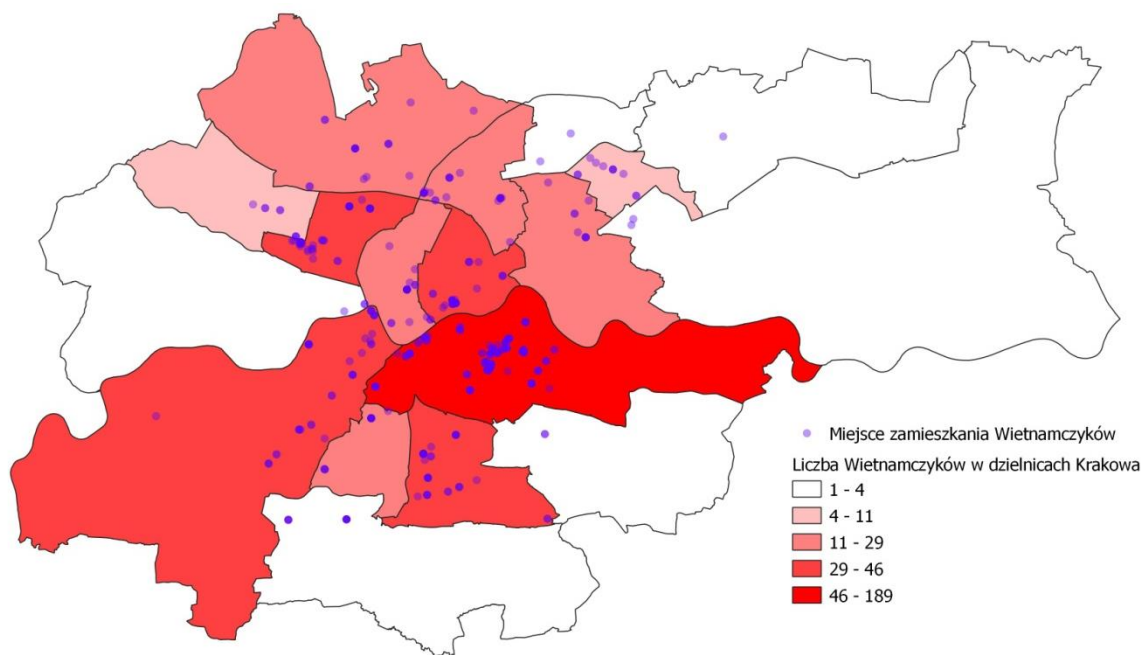 Miejsce zamieszkania Wietnamczyków
Liczba Wietnamczyków w dzielnicach Krakowa
1 - 4
4 - 11
11 - 29
29 - 46
46 - 189